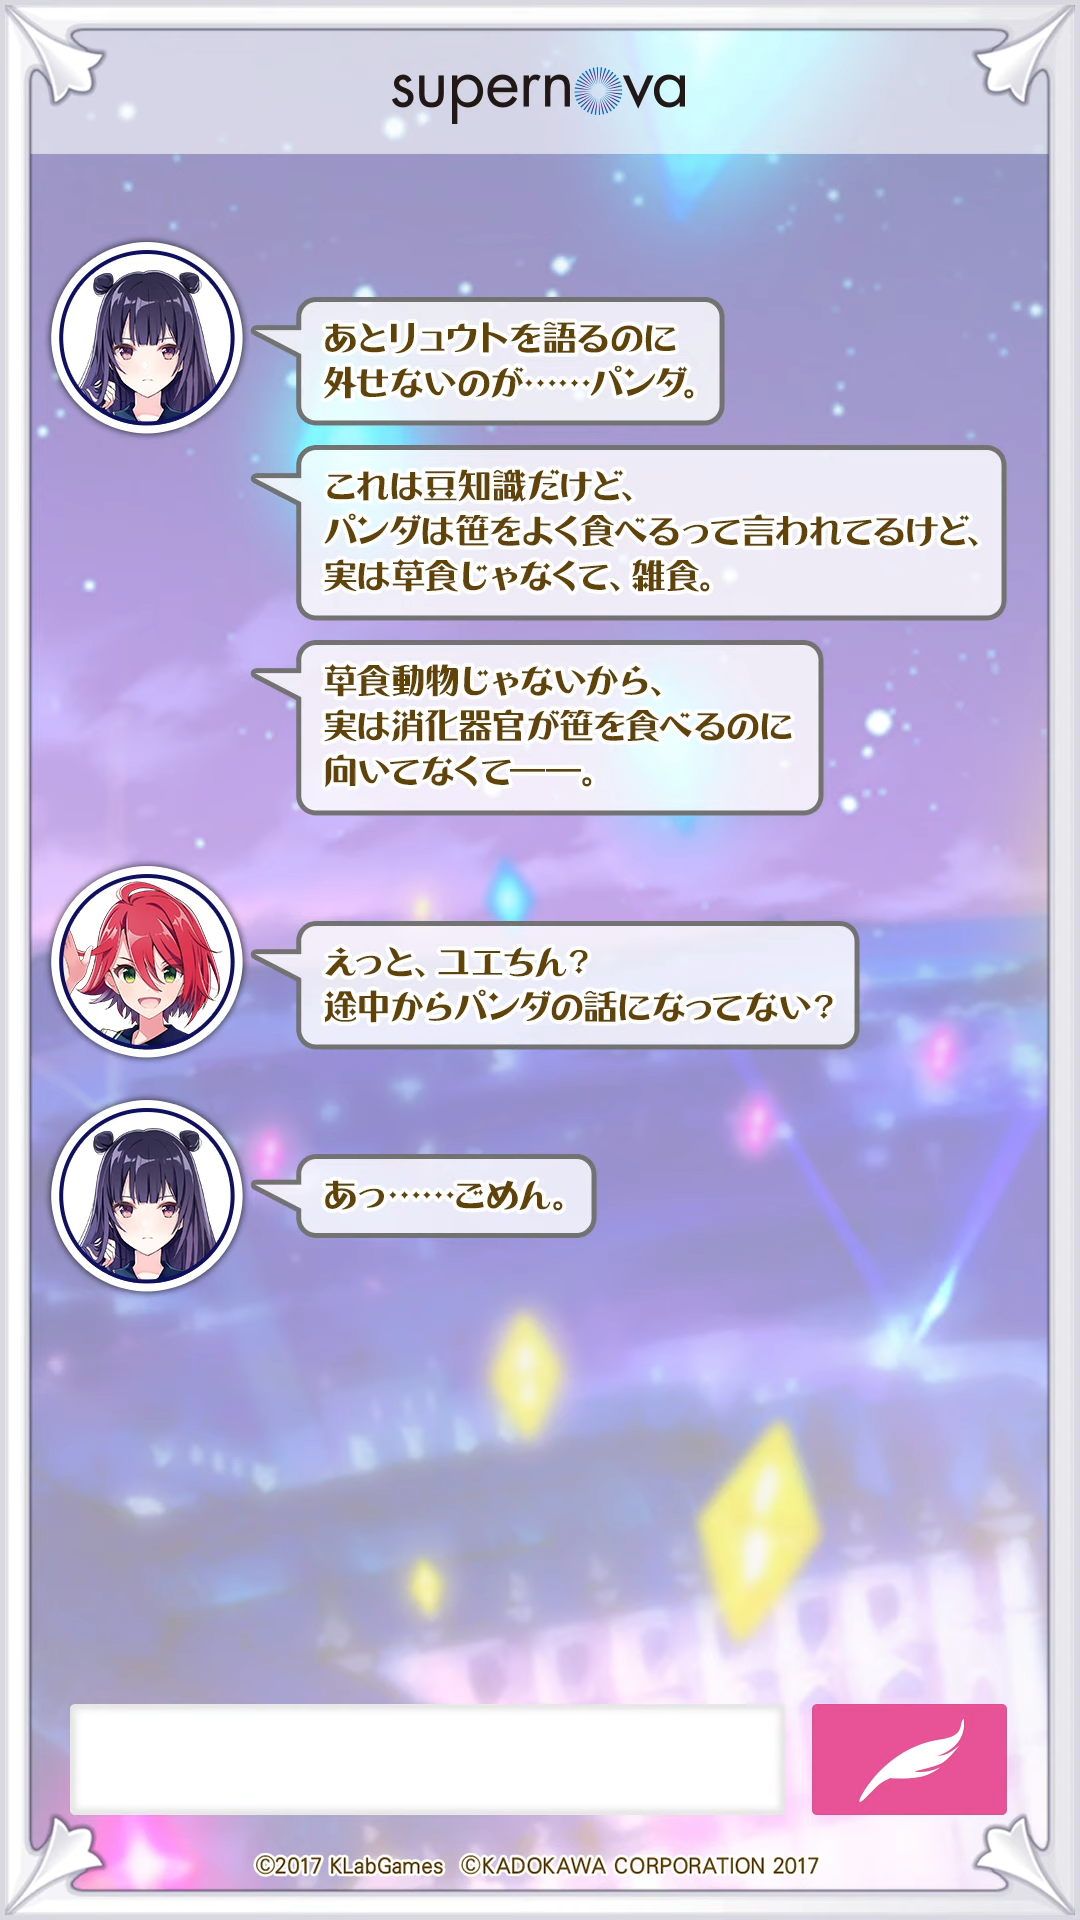 supernova
あとリュウトを語るのに
外せないのが……パンダ。
これは豆知識だけど、
パンダは笹をよく食べるって言われてるけど、
実は草食じゃなくて、雑食。
草食動物じゃないから、
実は消化器官が笹を食べるのに
向いてなくて──。
えっと、ユエちん？
途中からパンダの話になってない？
あっ……ごめん。
©2017 KLabGames ©KADOKAWA CORPORATION 2017